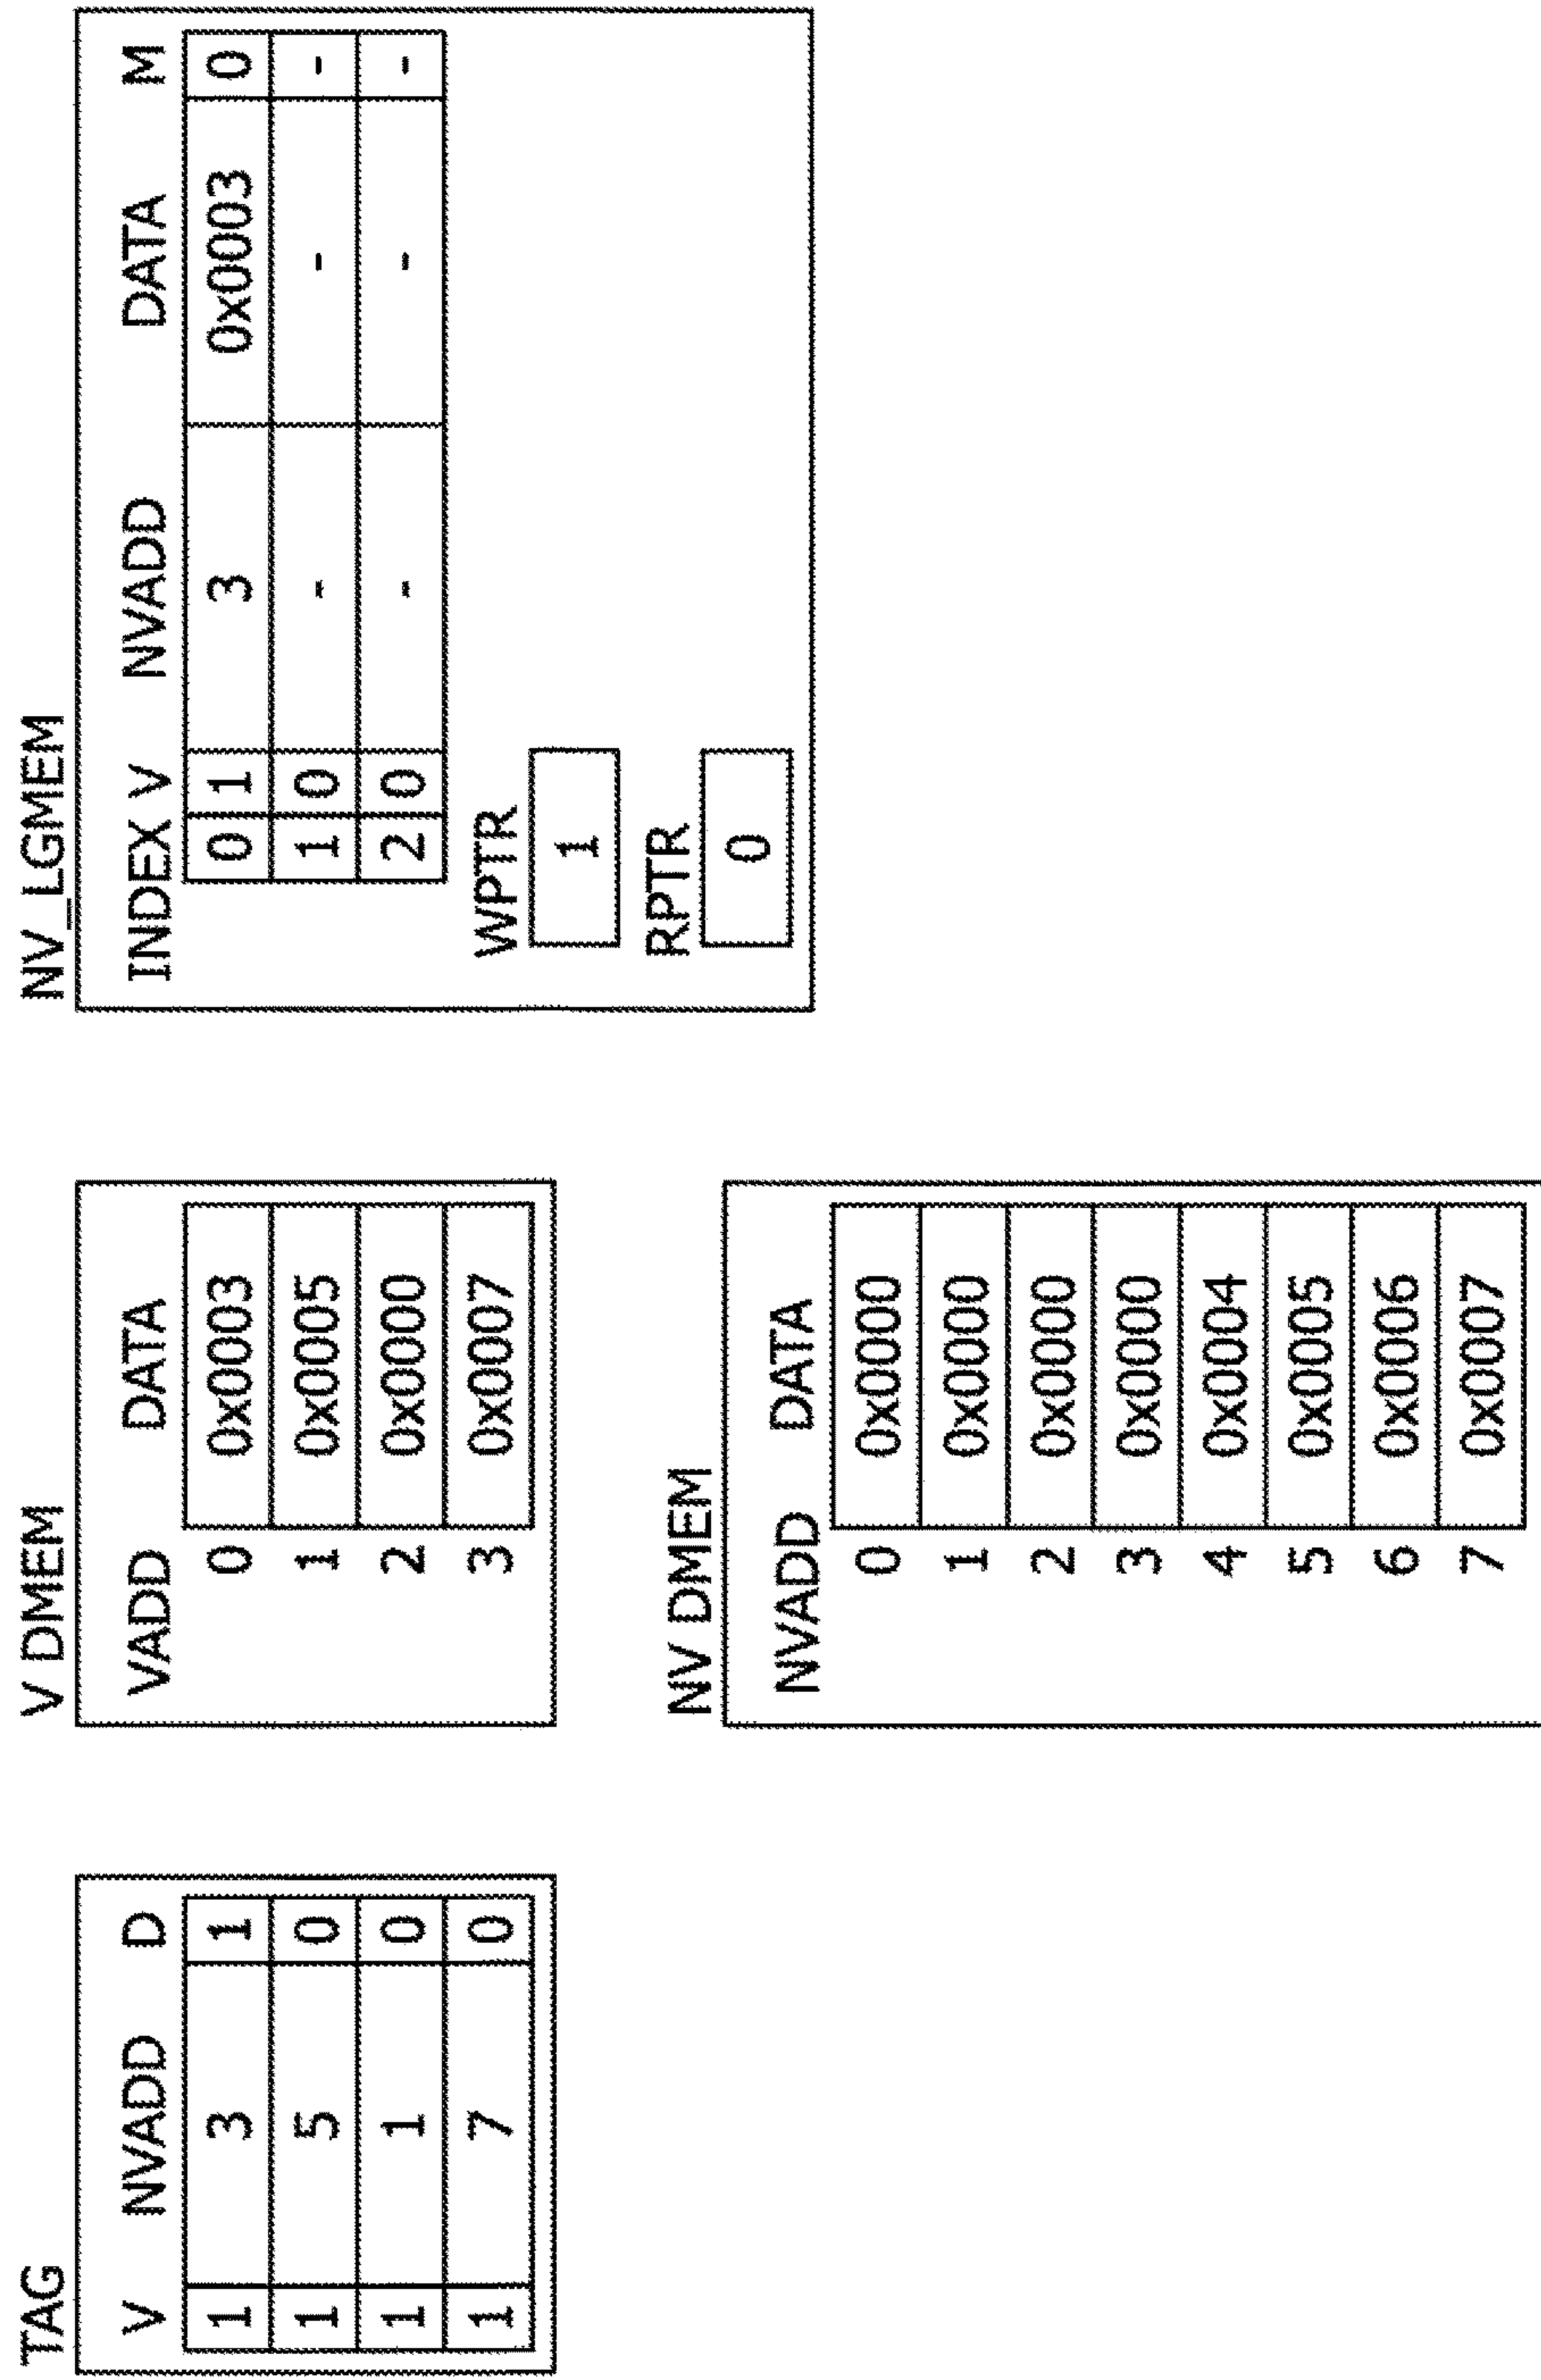 TAG
V NVADD D
1 3 1
1 5 0
1 1 0
1 7 0
V DMEM
VADD DATA
0 0x0003
1 0x0005
2 0x0000
3 0x0007
NV DMEM
NVADD DATA
0 0x0000
1 0x0000
2 0x0000
3 0x0000
4 0x0004
5 0x0005
6 0x0006
7 0x0007
NV_LGMEM
INDEX V NVADD DATA M
0 1 3 0x0003 0
1 0 - - -
2 0 - - -
WPTR
1
RPTR
0